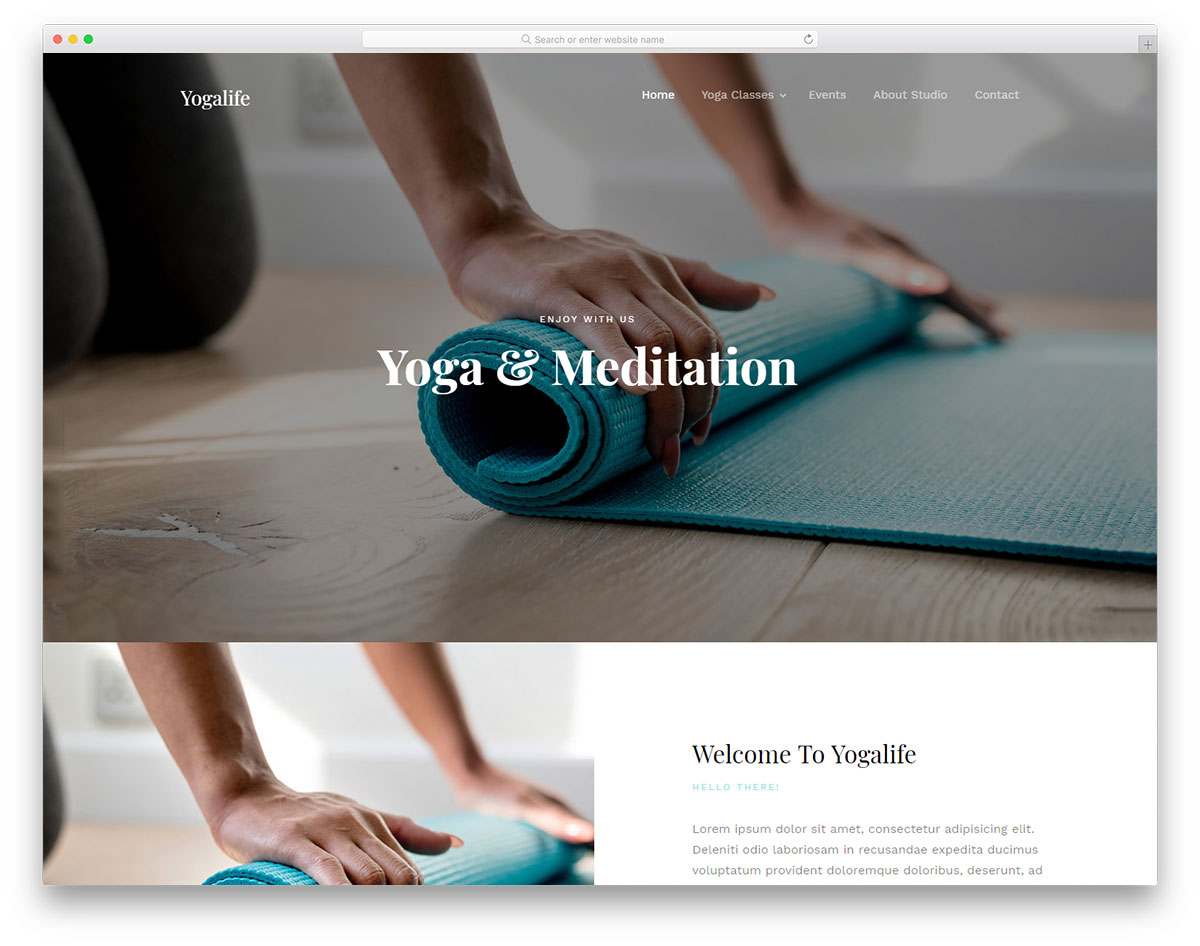 Search or enter website name
Yogalife
Home Yoga Classes Events About Studio Contact
ENJOY WITH US
Yoga & Meditation
Welcome To Yogalife
HELLO THERE!
Lorem ipsum dolor sit amet, consectetur adipisicing elit.
Deleniti odio laboriosam in recusandae expedita ducimus
voluptatum provident doloremque doloribus, deserunt, ad